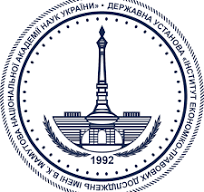 ДЕРЖАВНА УСТАНОВА «ІНСТИТУТ ЕКОНОМІКО-ПРАВОВИХ ДОСЛІДЖЕНЬ ІМЕНІ В.К. МАМУТОВА НАЦІОНАЛЬНОЇ АКАДЕМІЇ НАУК УКРАЇНИ» •
1992